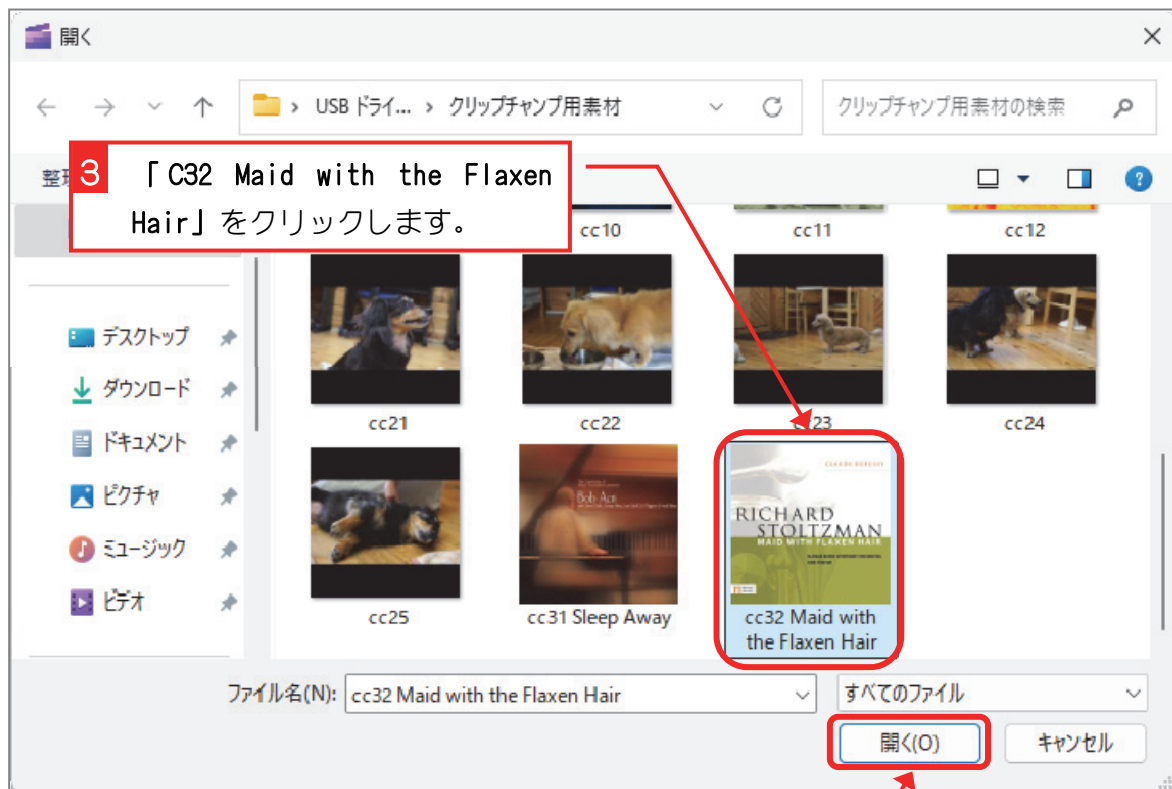 開く
USB ドライ... › クリップチャンプ用素材
クリップチャンプ用素材の検索
整理
3 「C32 Maid with the Flaxen
Hair」をクリックします。
cc10 cc11 cc12
デスクトップ
ダウンロード
ドキュメント
ピクチャ
ミュージック
ビデオ
cc21 cc22 cc23 cc24
Bob Acri
CLAUDE DEBUSSY
RICHARD
STOLTZMAN
MAID WITH FLAXEN HAIR
cc25 cc31 Sleep Away cc32 Maid with
the Flaxen Hair
ファイル名(N): cc32 Maid with the Flaxen Hair すべてのファイル
開く(O) キャンセル